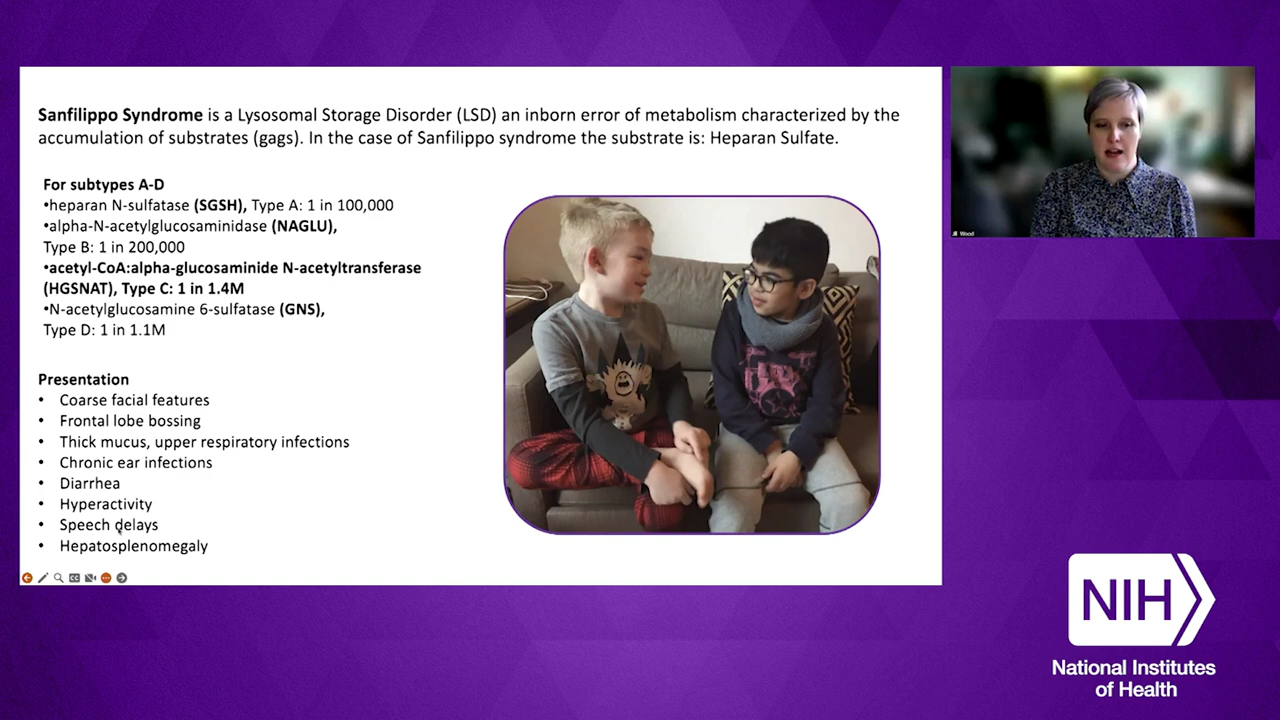 Sanfilippo Syndrome is a Lysosomal Storage Disorder (LSD) an inborn error of metabolism characterized by the
accumulation of substrates (gags). In the case of Sanfilippo syndrome the substrate is: Heparan Sulfate.
For subtypes A-D
•heparan N-sulfatase (SGSH), Type A: 1 in 100,000
•alpha-N-acetylglucosaminidase (NAGLU),
Type B: 1 in 200,000
•acetyl-CoA:alpha-glucosaminide N-acetyltransferase
(HGSNAT), Type C: 1 in 1.4M
•N-acetylglucosamine 6-sulfatase (GNS),
Type D: 1 in 1.1M
Presentation
• Coarse facial features
• Frontal lobe bossing
• Thick mucus, upper respiratory infections
• Chronic ear infections
• Diarrhea
• Hyperactivity
• Speech delays
• Hepatosplenomegaly
Wood
NIH
National Institutes
of Health